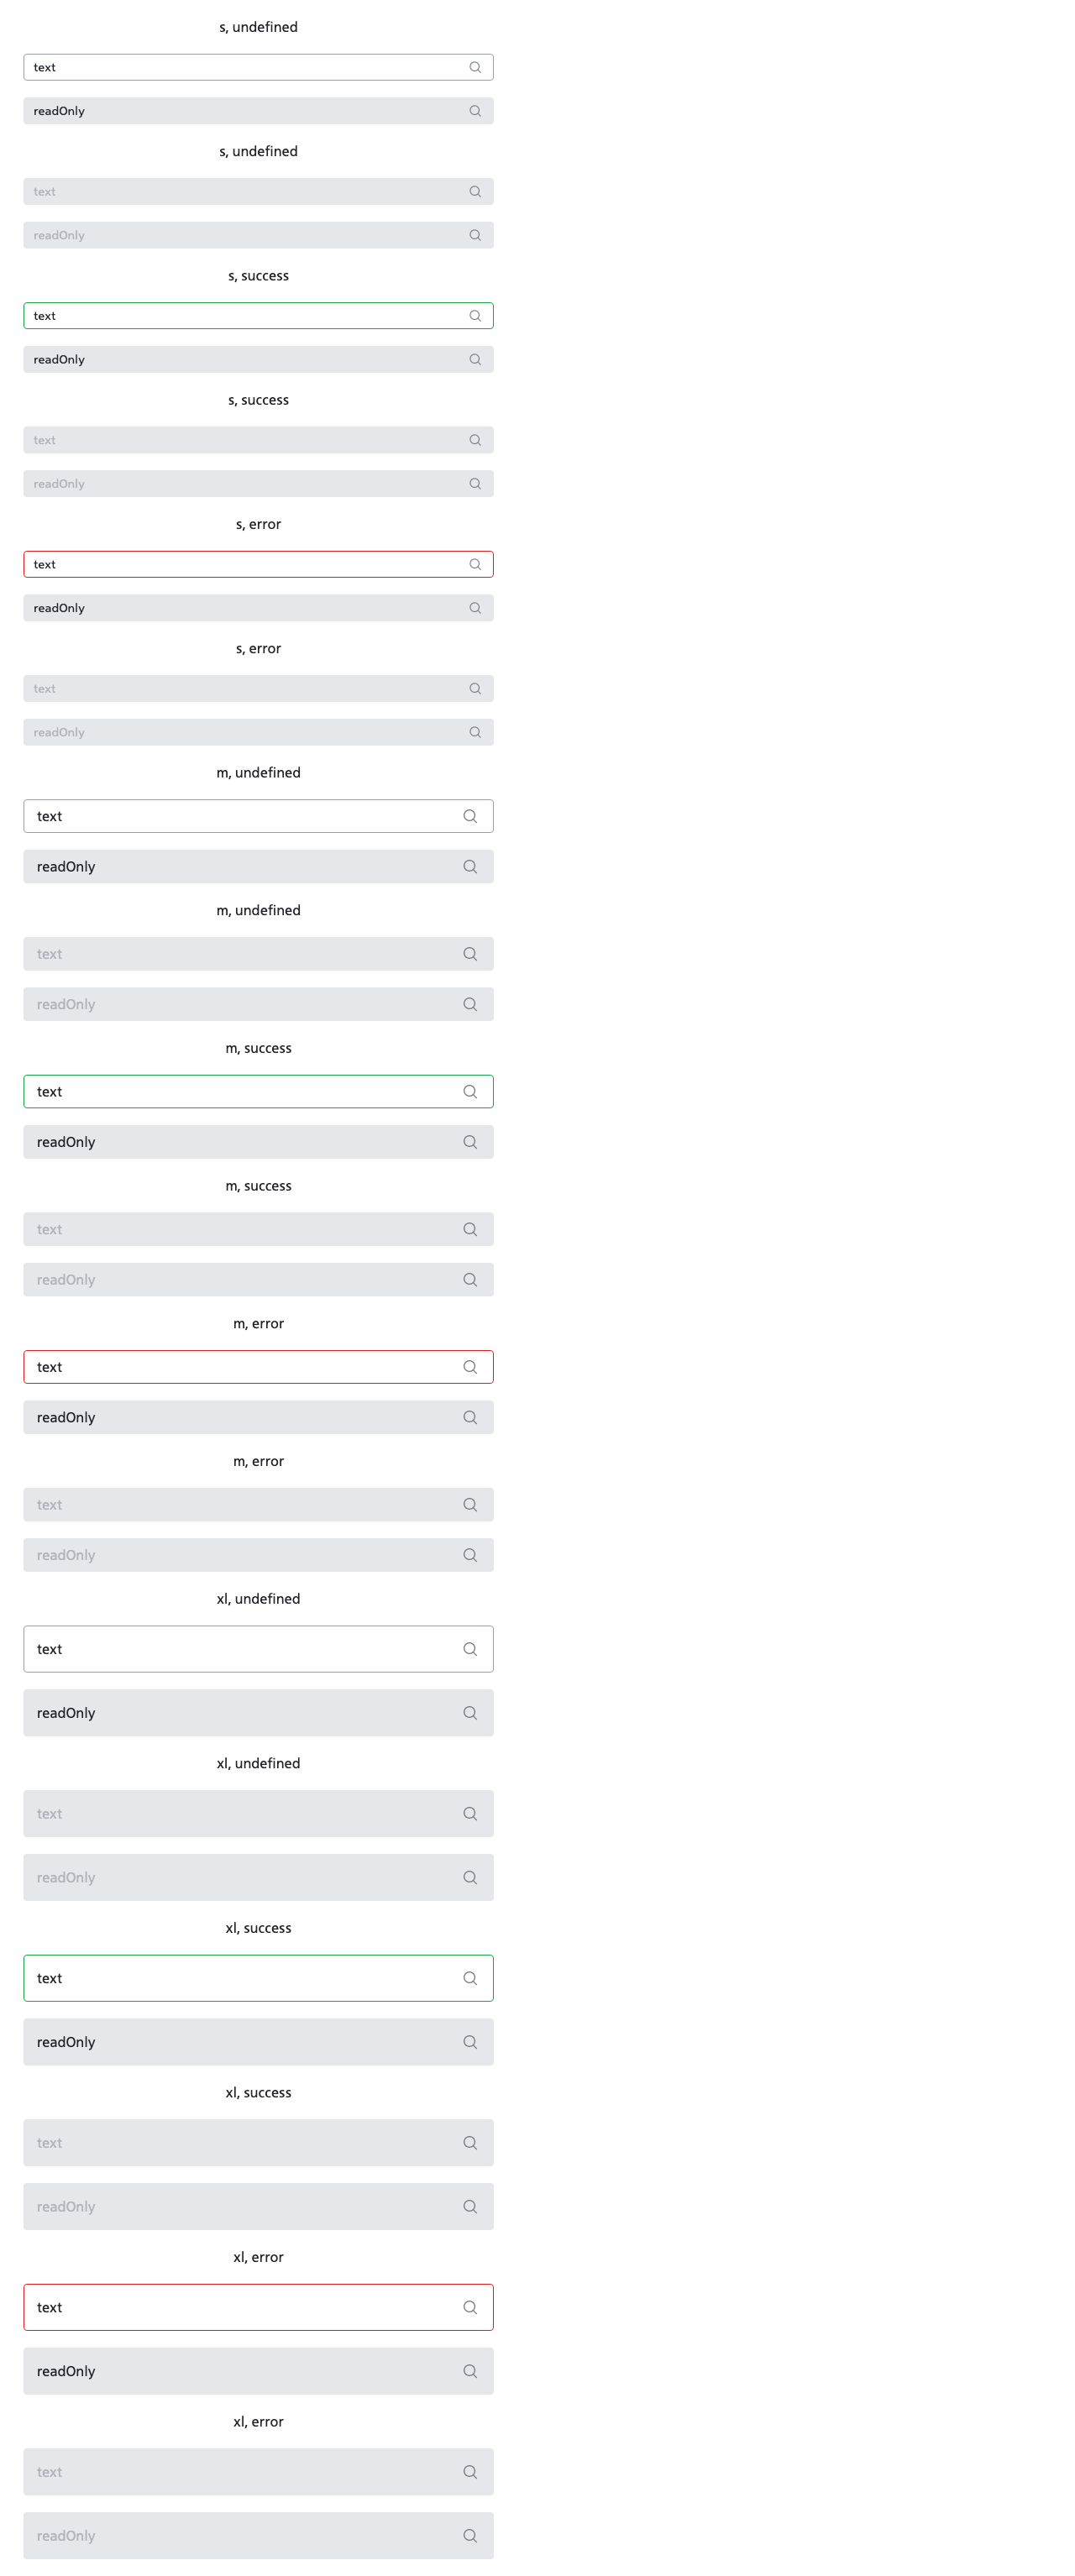 s, undefined
text
readOnly
s, undefined
text
readOnly
s, success
text
readOnly
s, success
text
readOnly
s, error
text
readOnly
s, error
text
readOnly
m, undefined
text
readOnly
m, undefined
text
readOnly
m, success
text
readOnly
m, success
text
readOnly
m, error
text
readOnly
m, error
text
readOnly
xl, undefined
text
readOnly
xl, undefined
text
readOnly
xl, success
text
readOnly
xl, success
text
readOnly
xl, error
text
readOnly
xl, error
text
readOnly